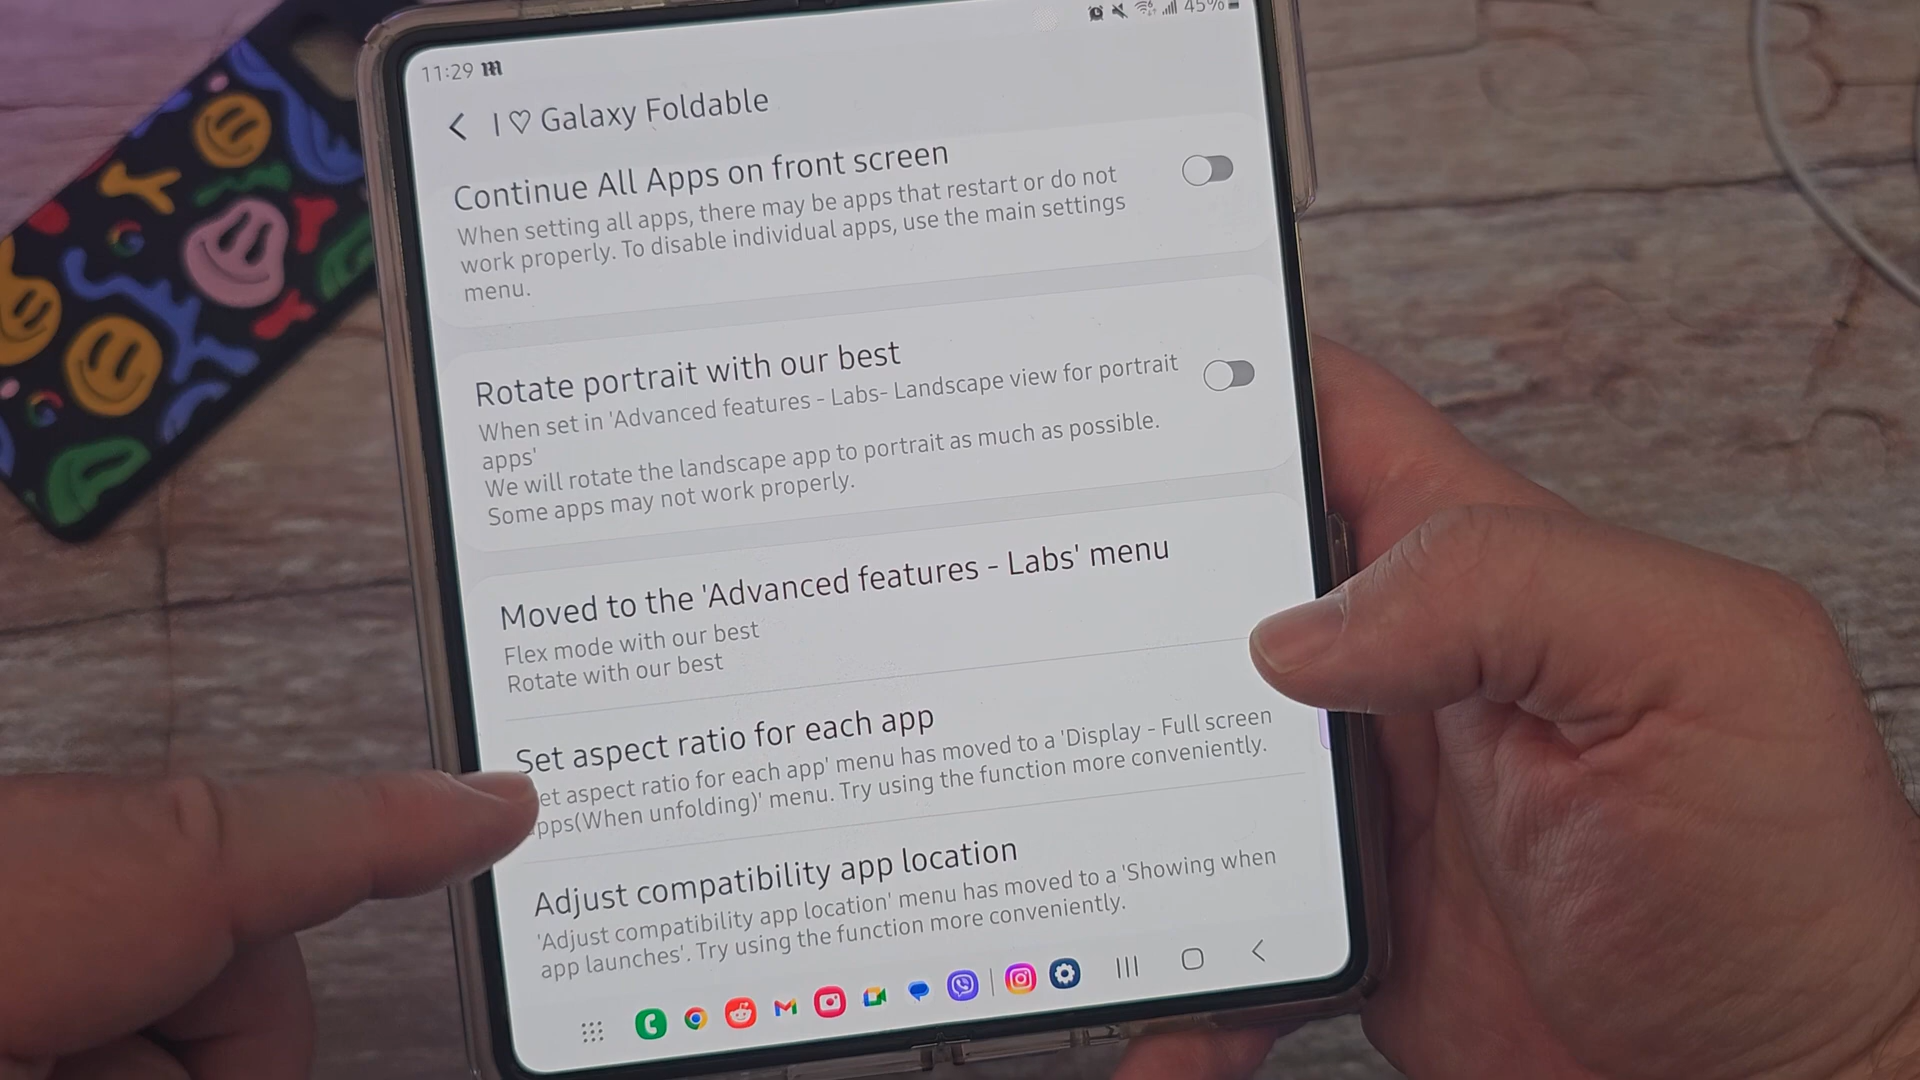 11:29
45%
I ♡ Galaxy Foldable
Continue All Apps on front screen
When setting all apps, there may be apps that restart or do not
work properly. To disable individual apps, use the main settings
menu.
Rotate portrait with our best
When set in 'Advanced features - Labs- Landscape view for portrait
apps'
We will rotate the landscape app to portrait as much as possible.
Some apps may not work properly.
Moved to the 'Advanced features - Labs' menu
Flex mode with our best
Rotate with our best
Set aspect ratio for each app
et aspect ratio for each app' menu has moved to a 'Display - Full screen
pps(When unfolding)' menu. Try using the function more conveniently.
Adjust compatibility app location
'Adjust compatibility app location' menu has moved to a 'Showing when
app launches'. Try using the function more conveniently.